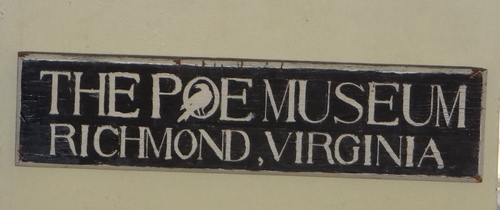 THE POE MUSEUM
RICHMOND, VIRGINIA